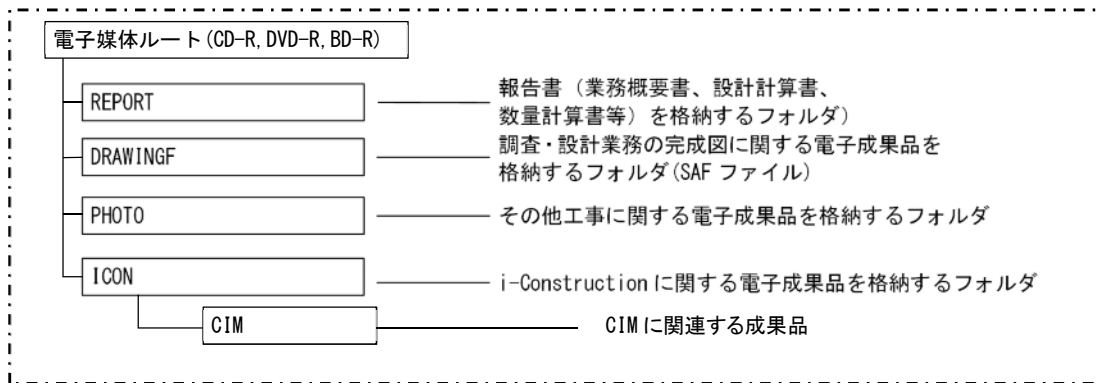 電子媒体ルート(CD-R,DVD-R,BD-R)
REPORT
報告書（業務概要書、設計計算書、
数量計算書等）を格納するフォルダ)
DRAWINGF
調査・設計業務の完成図に関する電子成果品を
格納するフォルダ(SAF ファイル)
PHOTO
その他工事に関する電子成果品を格納するフォルダ
ICON
i-Construction に関する電子成果品を格納するフォルダ
CIM
CIM に関連する成果品